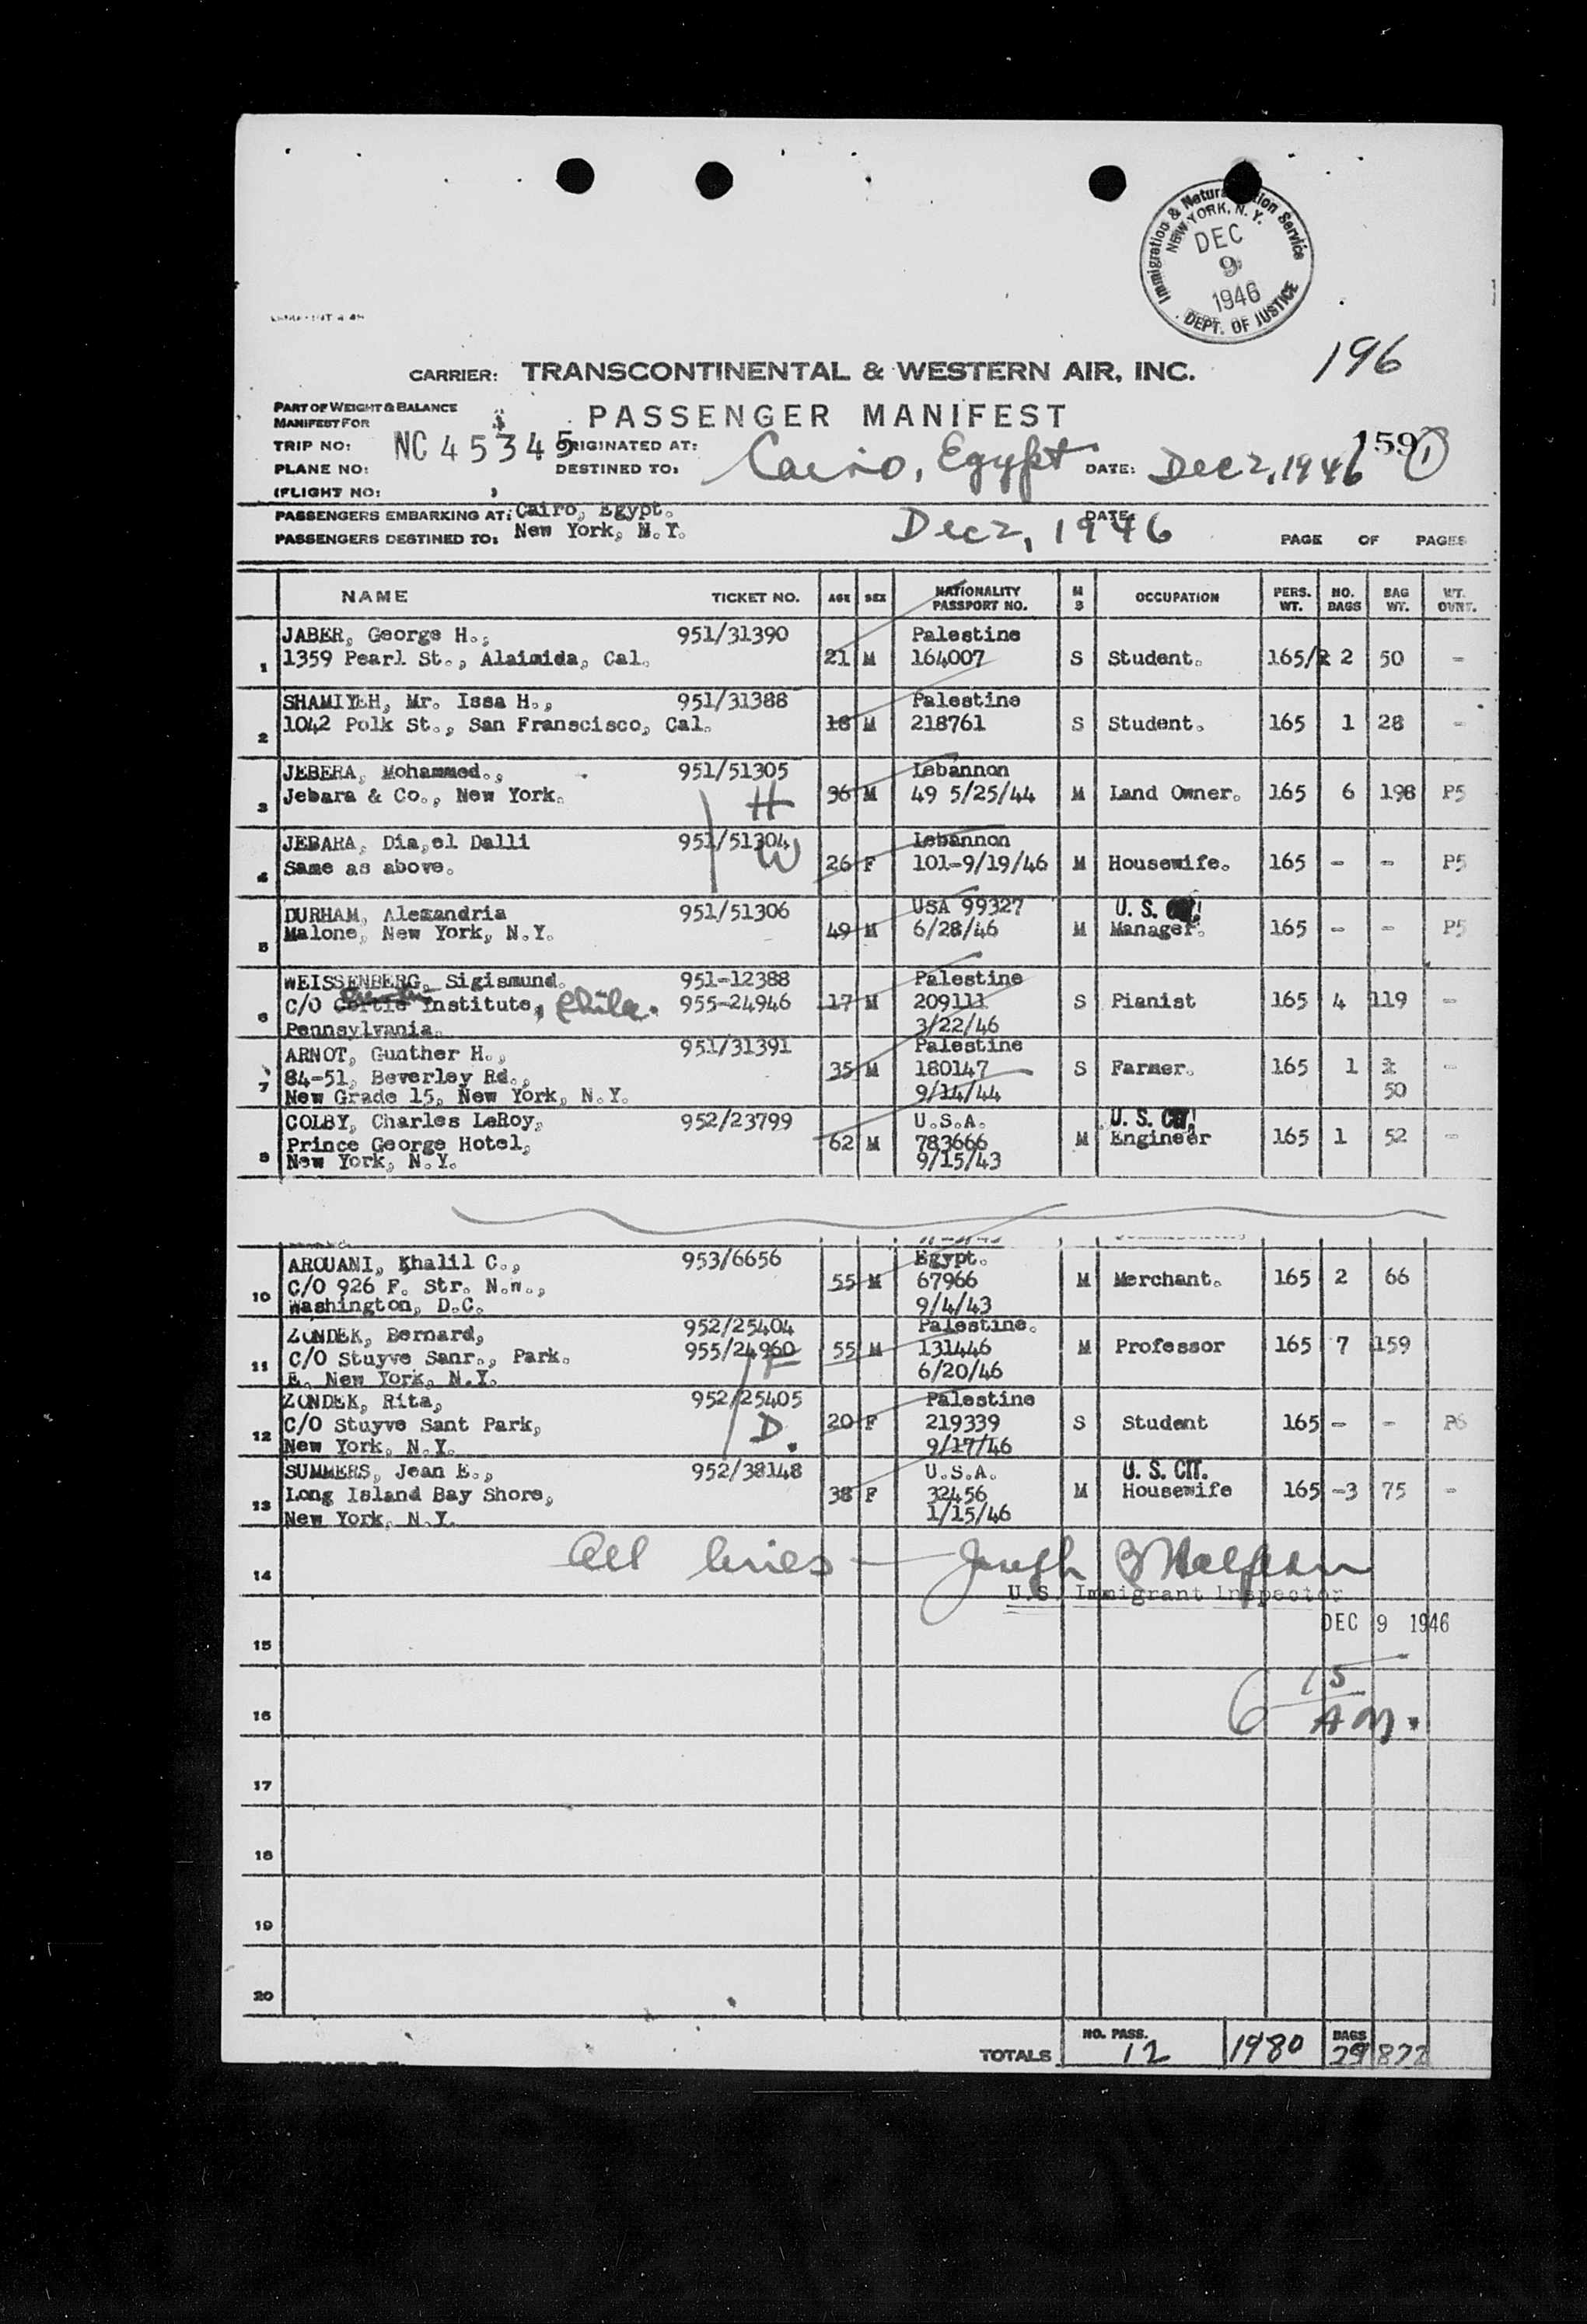 Immigration & Naturalization Service
NEW YORK, N. Y.
DEC
9
1946
DEPT. OF JUSTICE
196
CARRIER: TRANSCONTINENTAL & WESTERN AIR, INC.
PART OF WEIGHT & BALANCE
MANIFEST FOR
PASSENGER MANIFEST
159 1
TRIP NO: NC 45345 ORIGINATED AT: Cairo, Egypt DATE: Dec 2, 1946
PLANE NO: DESTINED TO:
(FLIGHT NO: )
PASSENGERS EMBARKING AT: Cairo, Egypt. DATE: Dec 2, 1946
PASSENGERS DESTINED TO: New York, N.Y. PAGE OF PAGES
NAME TICKET NO. AGE SEX NATIONALITY PASSPORT NO. M S OCCUPATION PERS. WT. NO. BAGS BAG WT. WT. OVNT.
JABER, George H., 951/31390 Palestine
1 1359 Pearl St., Alaimida, Cal. 21 M 164007 S Student. 165/2 2 50 -
SHAMIYEH, Mr. Issa H., 951/31388 Palestine
2 1042 Polk St., San Franscisco, Cal. 18 M 218761 S Student. 165 1 28 -
JEBERA, Mohammed., 951/51305 Lebannon
3 Jebara & Co., New York. H 36 M 49 5/25/44 M Land Owner. 165 6 198 P5
JEBARA, Dia,el Dalli 951/51304 Lebannon
4 Same as above. W 26 F 101-9/19/46 M Housewife. 165 - - P5
DURHAM, Alexandria 951/51306 USA 99327 U. S.
5 Malone, New York, N.Y. 49 M 6/28/46 M Manager. 165 - - P5
WEISSENBERG, Sigismund. 951-12388 Palestine
6 C/O Institute, Phila. 955-24946 17 M 209111 S Pianist 165 4 119 -
Pennsylvania. 3/22/46
ARNOT, Gunther H., 951/31391 Palestine
7 84-51, Beverley Rd., 35 M 180147 S Farmer. 165 1 -
New Grade 15, New York, N.Y. 9/14/44 50
COLBY, Charles LeRoy, 952/23799 U.S.A. U. S. CIT.
Prince George Hotel, 62 M 783666 M Engineer 165 1 52 -
New York, N.Y. 9/15/43
AROUANI, Khalil C., 953/6656 Egypt.
10 C/O 926 F. Str. N.w., 55 M 67966 M Merchant. 165 2 66
Washington, D.C. 9/4/43
ZONDEK, Bernard, 952/25404 Palestine.
11 C/O Stuyve Sanr., Park. 955/24960 F 55 M 131446 M Professor 165 7 159
E. New York, N.Y. 6/20/46
ZONDEK, Rita, 952/25405 Palestine
12 C/O Stuyve Sant Park, D. 20 F 219339 S Student 165 - - P6
New York, N.Y. 9/17/46
SUMMERS, Jean E., 952/38148 U.S.A. U. S. CIT.
13 Long Island Bay Shore, 38 F 32456 M Housewife 165 -3 75 -
New York, N.Y. 1/15/46
14 All lines — Joseph B Halpern
U.S. Immigrant Inspector
DEC 9 1946
15
6 15
16 A M.
17
18
19
20
TOTALS NO. PASS. 12 1980 BAGS 29 872